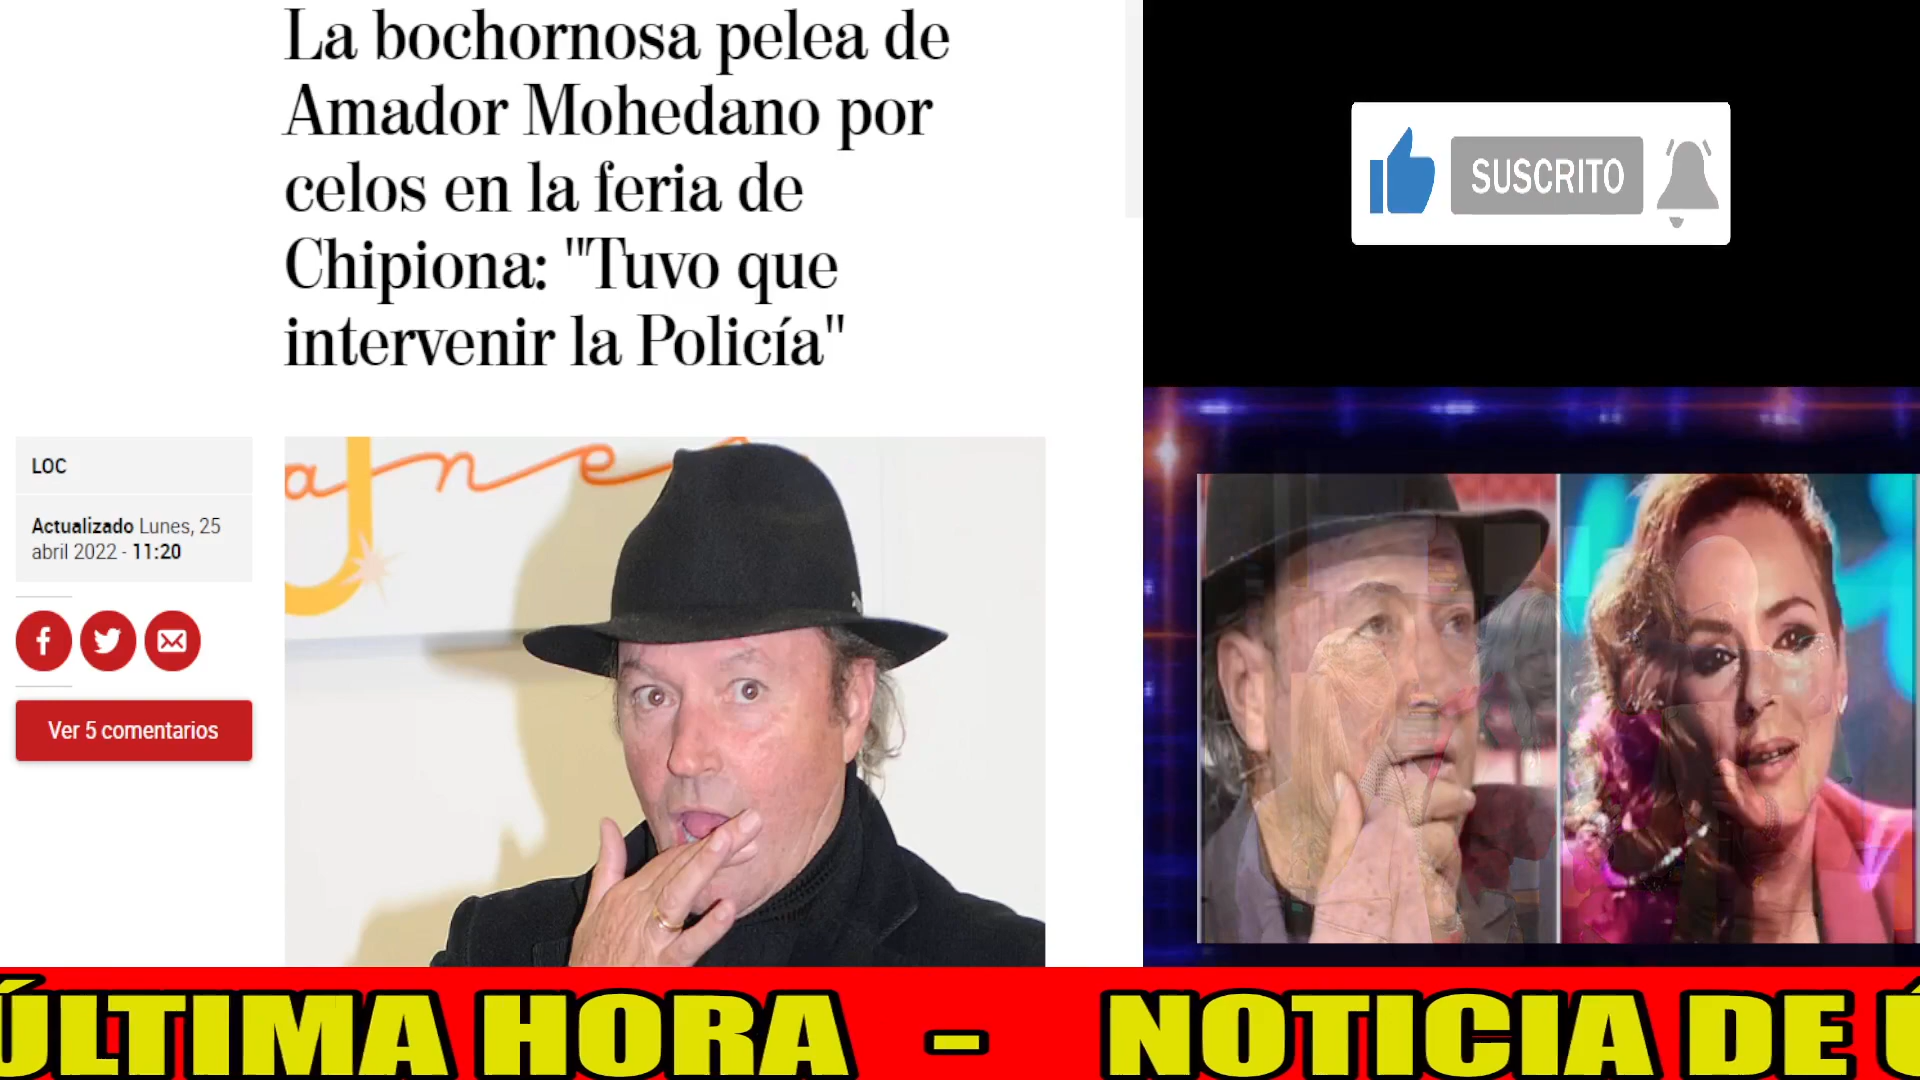 La bochornosa pelea de
Amador Mohedano por
celos en la feria de
Chipiona: "Tuvo que
intervenir la Policía"
SUSCRITO
LOC
Actualizado Lunes, 25
abril 2022 - 11:20
Ver 5 comentarios
ane
ÚLTIMA HORA - NOTICIA DE Ú